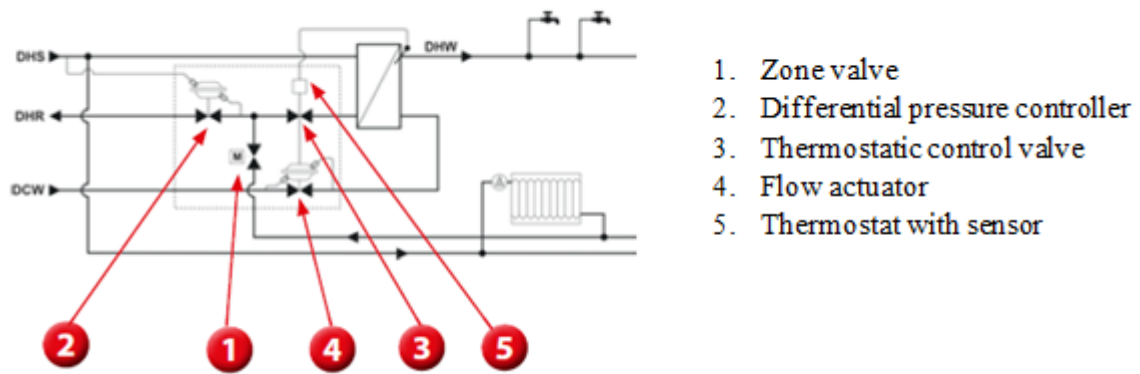 DHS
DHW
DHR
M
DCW
2
1
4
3
5
1. Zone valve
2. Differential pressure controller
3. Thermostatic control valve
4. Flow actuator
5. Thermostat with sensor